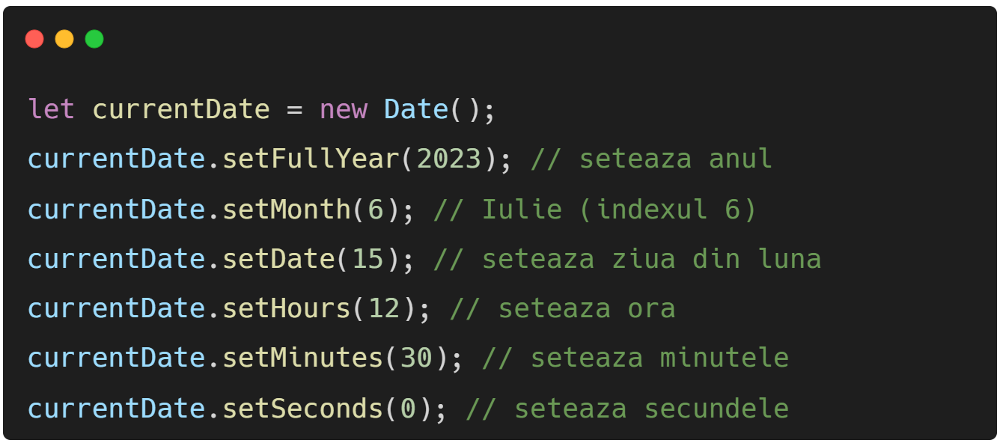 let currentDate = new Date();
currentDate.setFullYear(2023); // seteaza anul
currentDate.setMonth(6); // Iulie (indexul 6)
currentDate.setDate(15); // seteaza ziua din luna
currentDate.setHours(12); // seteaza ora
currentDate.setMinutes(30); // seteaza minutele
currentDate.setSeconds(0); // seteaza secundele